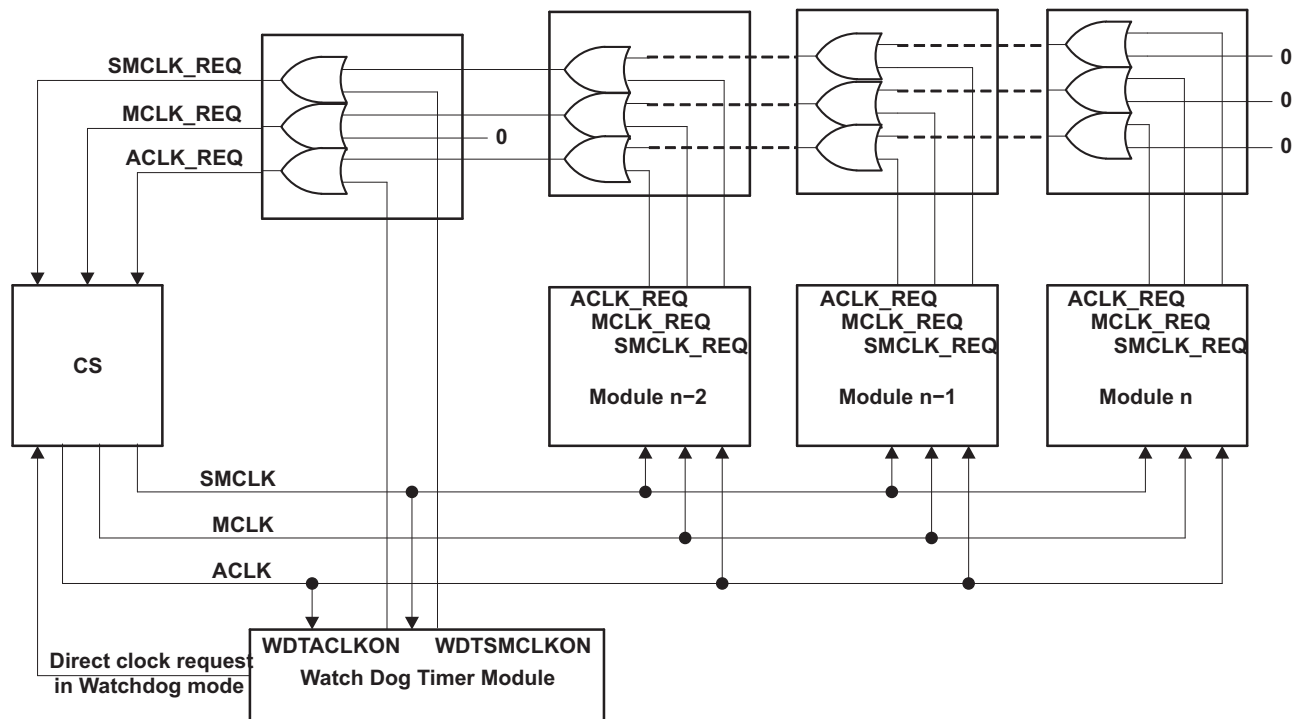 SMCLK_REQ
MCLK_REQ
ACLK_REQ
0
0
0
0
CS
ACLK_REQ
MCLK_REQ
SMCLK_REQ
Module n−2
ACLK_REQ
MCLK_REQ
SMCLK_REQ
Module n−1
ACLK_REQ
MCLK_REQ
SMCLK_REQ
Module n
SMCLK
MCLK
ACLK
WDTACLKON
WDTSMCLKON
Watch Dog Timer Module
Direct clock request
in Watchdog mode